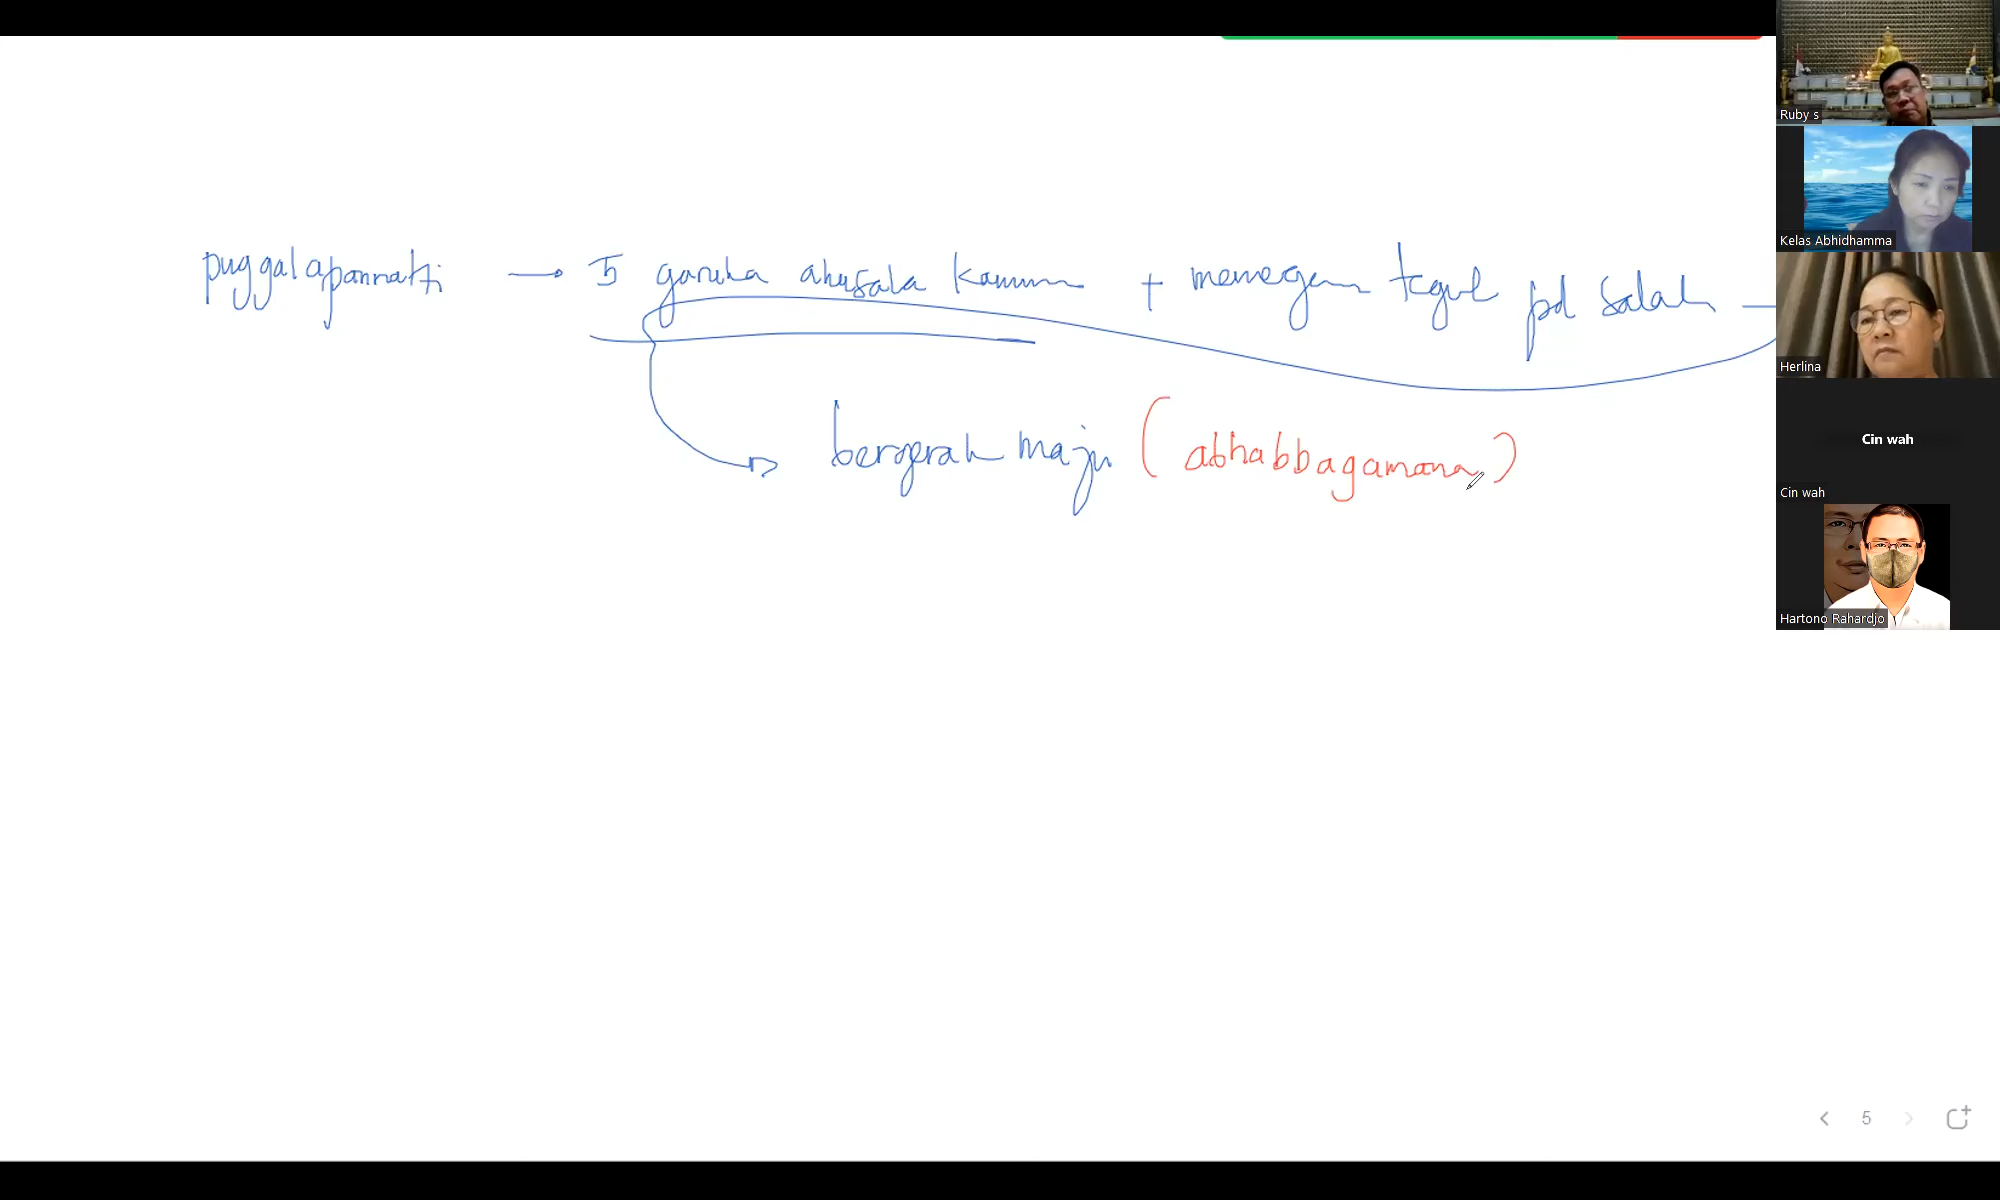 puggalapannatti → 5 garuka akusala kamma + memegang teguh pd salah —
bergerak maju (abhabbagamana)
Ruby s
Kelas Abhidhamma
Herlina
Cin wah
Cin wah
Hartono Rahardjo
5